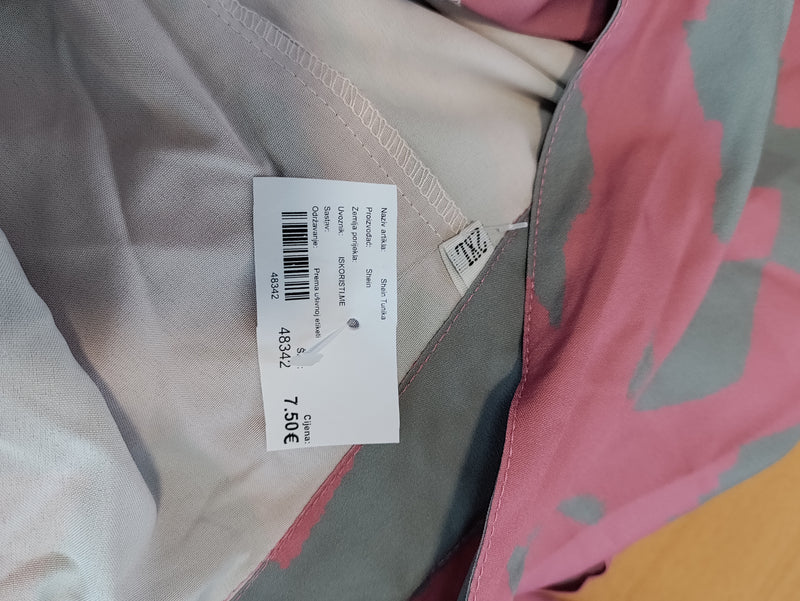 Naziv artikla: Shein Tunika
Proizvođač: Shein
Zemlja porijekla:
Uvoznik: ISKORISTI.ME
Sastav:
Održavanje: Prema ušivnoj etiketi
48342
Š
:
48342
Cijena:
7.50€